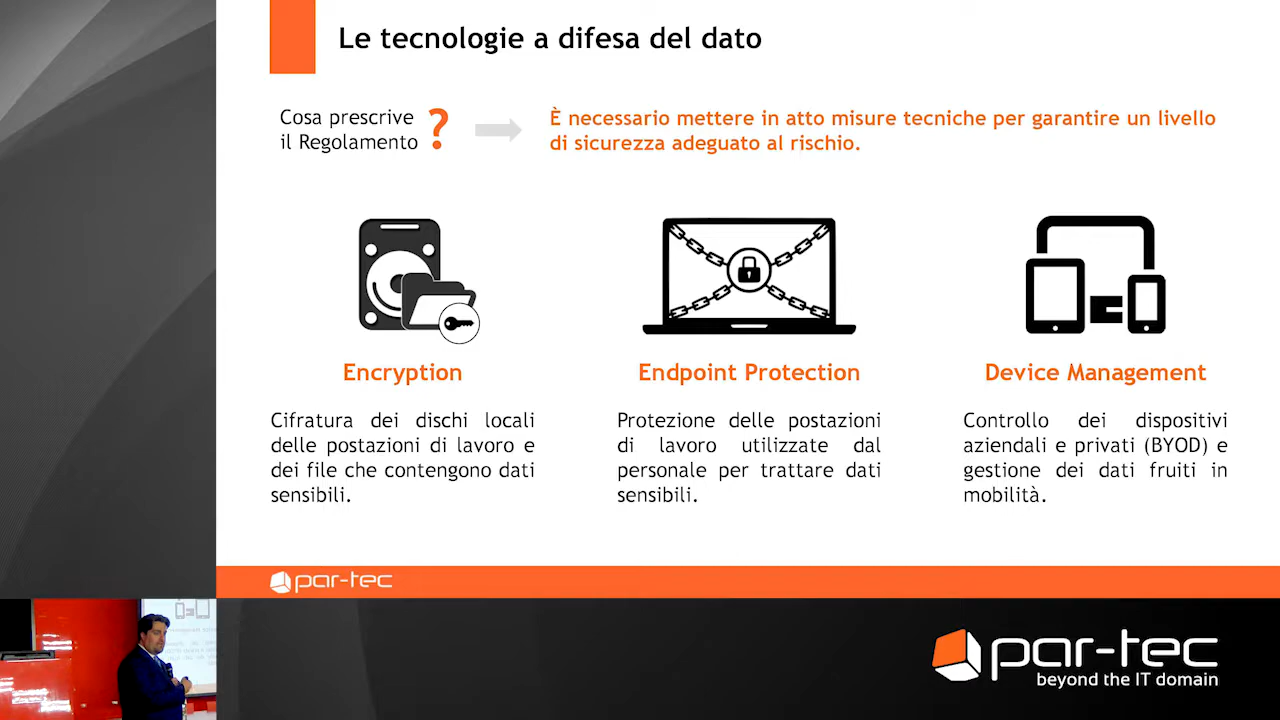 Le tecnologie a difesa del dato
Cosa prescrive
il Regolamento
?
È necessario mettere in atto misure tecniche per garantire un livello
di sicurezza adeguato al rischio.
Encryption
Cifratura dei dischi locali
delle postazioni di lavoro e
dei file che contengono dati
sensibili.
Endpoint Protection
Protezione delle postazioni
di lavoro utilizzate dal
personale per trattare dati
sensibili.
Device Management
Controllo dei dispositivi
aziendali e privati (BYOD) e
gestione dei dati fruiti in
mobilità.
par-tec
par-tec
beyond the IT domain